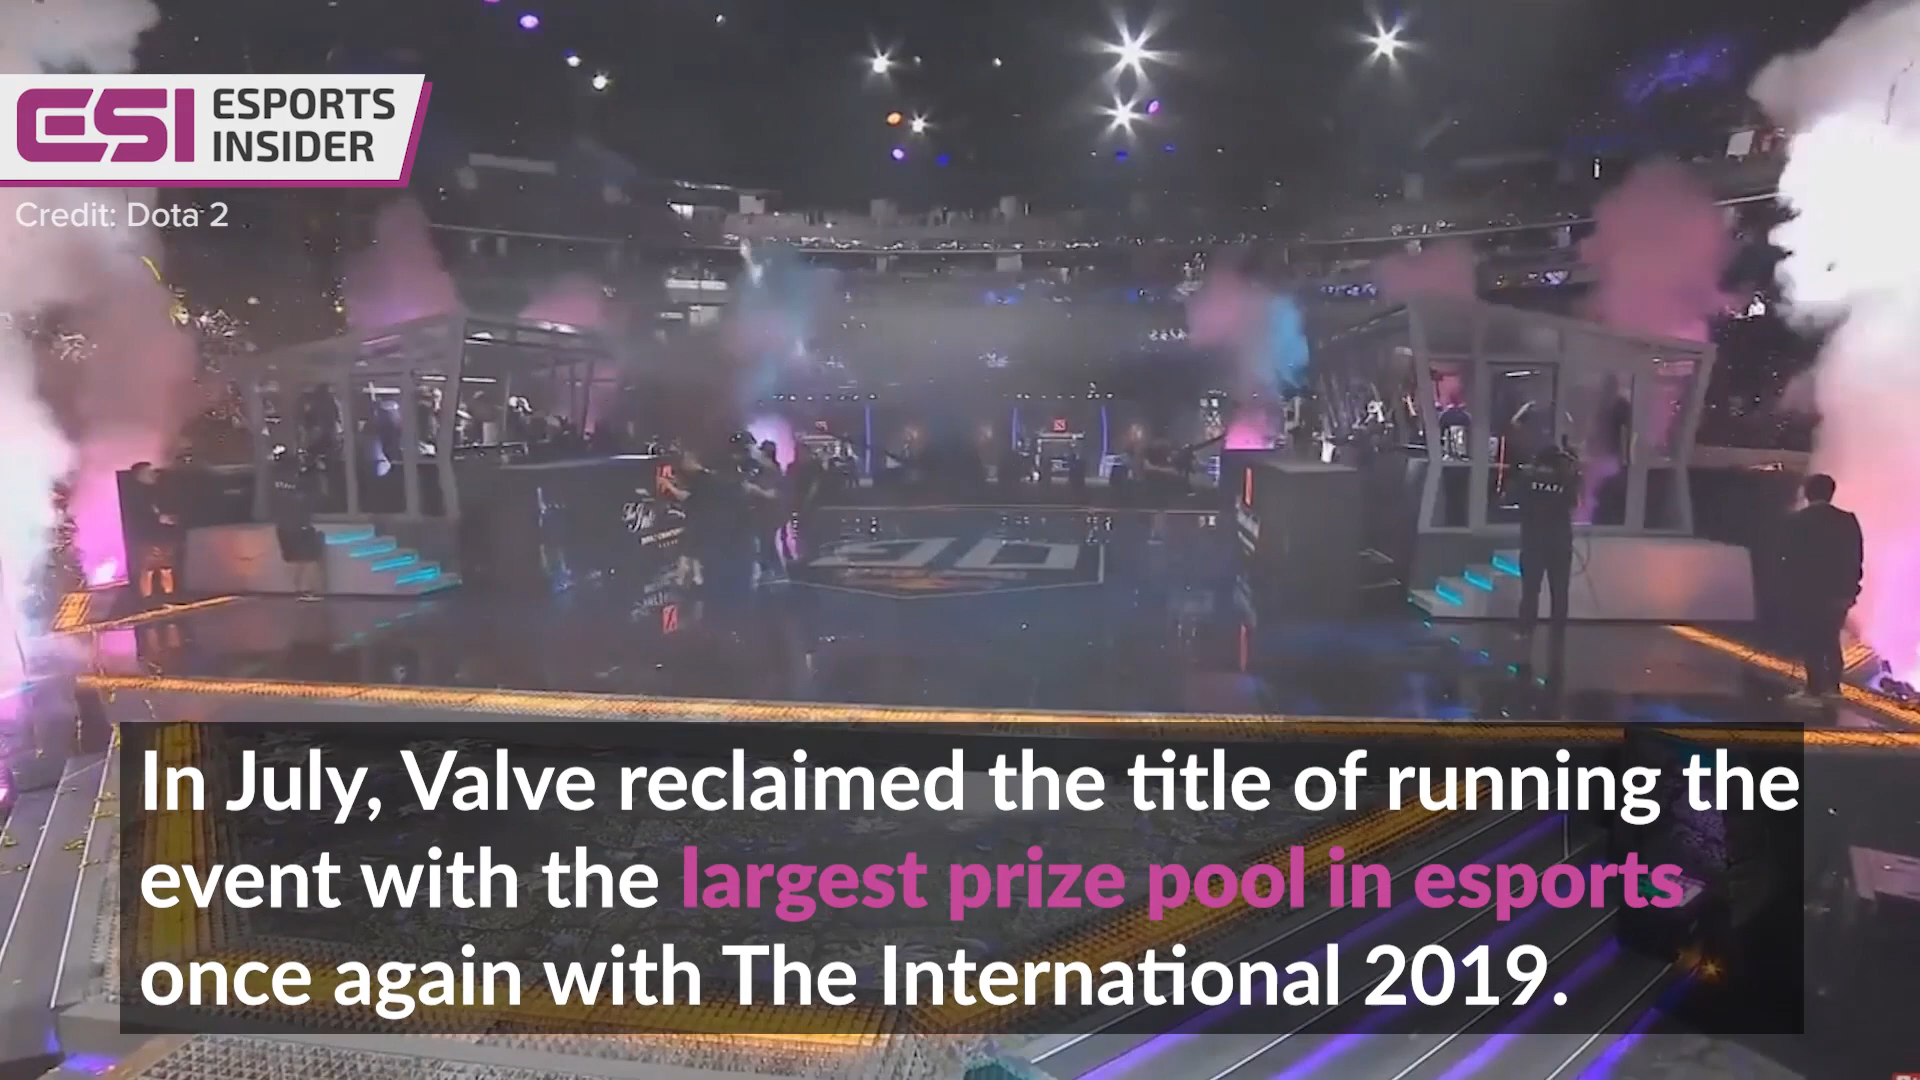 ESI ESPORTS
INSIDER
Credit: Dota 2
STAFF
In July, Valve reclaimed the title of running the
event with the largest prize pool in esports
once again with The International 2019.